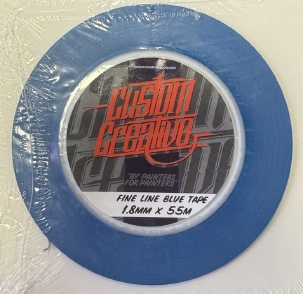 CUSTOM
CREATIVE
"BY PAINTERS
FOR PAINTERS"
FINE LINE BLUE TAPE
1.8MM X 55M